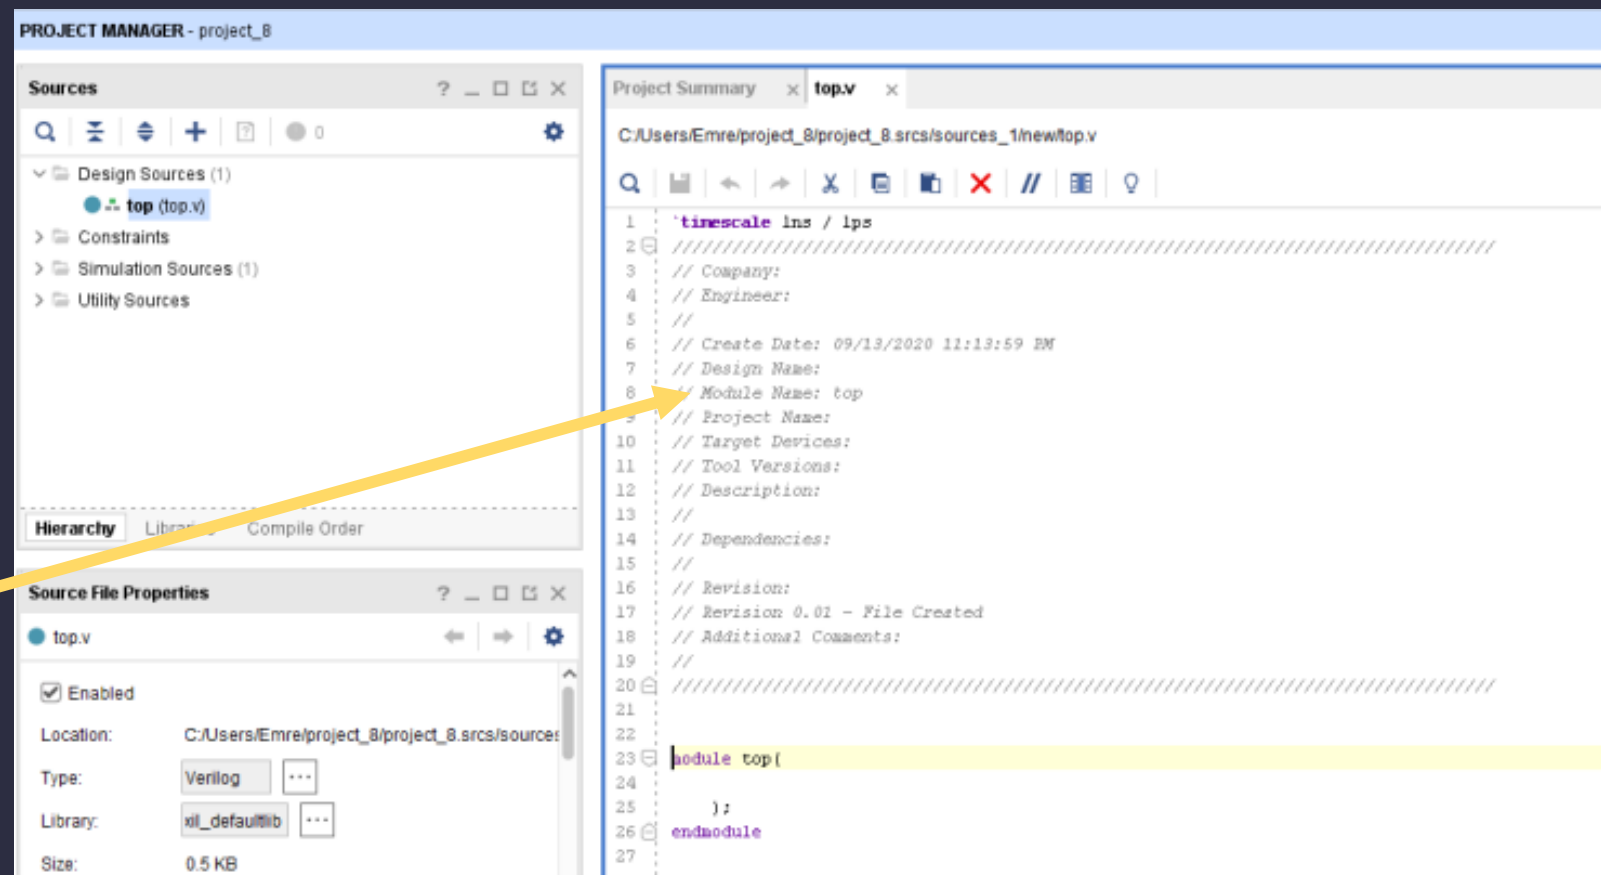 PROJECT MANAGER - project_8
Sources
0
Design Sources (1)
top (top.v)
Constraints
Simulation Sources (1)
Utility Sources
Hierarchy
Compile Order
Source File Properties
top.v
Enabled
Location: C:/Users/Emre/project_8/project_8.srcs/sources
Type: Verilog ...
Library: xil_defaultlib ...
Size: 0.5 KB
Project Summary
top.v
C:/Users/Emre/project_8/project_8.srcs/sources_1/new/top.v
1 `timescale 1ns / 1ps
2 //////////////////////////////////////////////////////////////////////////////////
3 // Company:
4 // Engineer:
5 //
6 // Create Date: 09/13/2020 11:13:59 PM
7 // Design Name:
8 // Module Name: top
9 // Project Name:
10 // Target Devices:
11 // Tool Versions:
12 // Description:
13 //
14 // Dependencies:
15 //
16 // Revision:
17 // Revision 0.01 - File Created
18 // Additional Comments:
19 //
20 //////////////////////////////////////////////////////////////////////////////////
21
22
23 module top(
24
25 );
26 endmodule
27